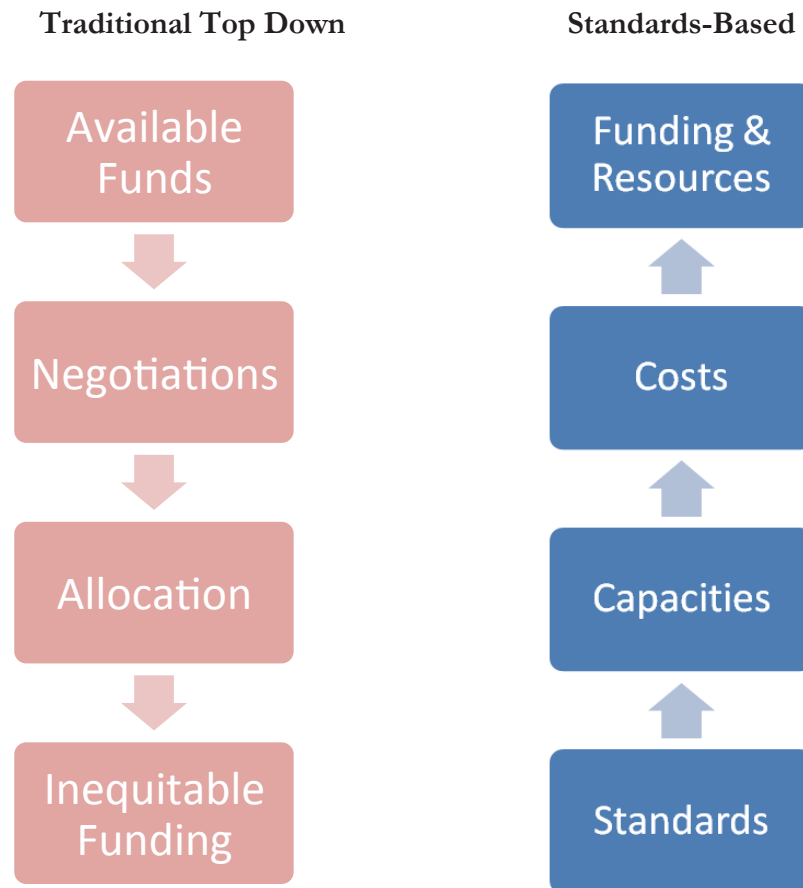 Traditional Top Down
Available
Funds
Negotiations
Allocation
Inequitable
Funding
Standards-Based
Funding &
Resources
Costs
Capacities
Standards